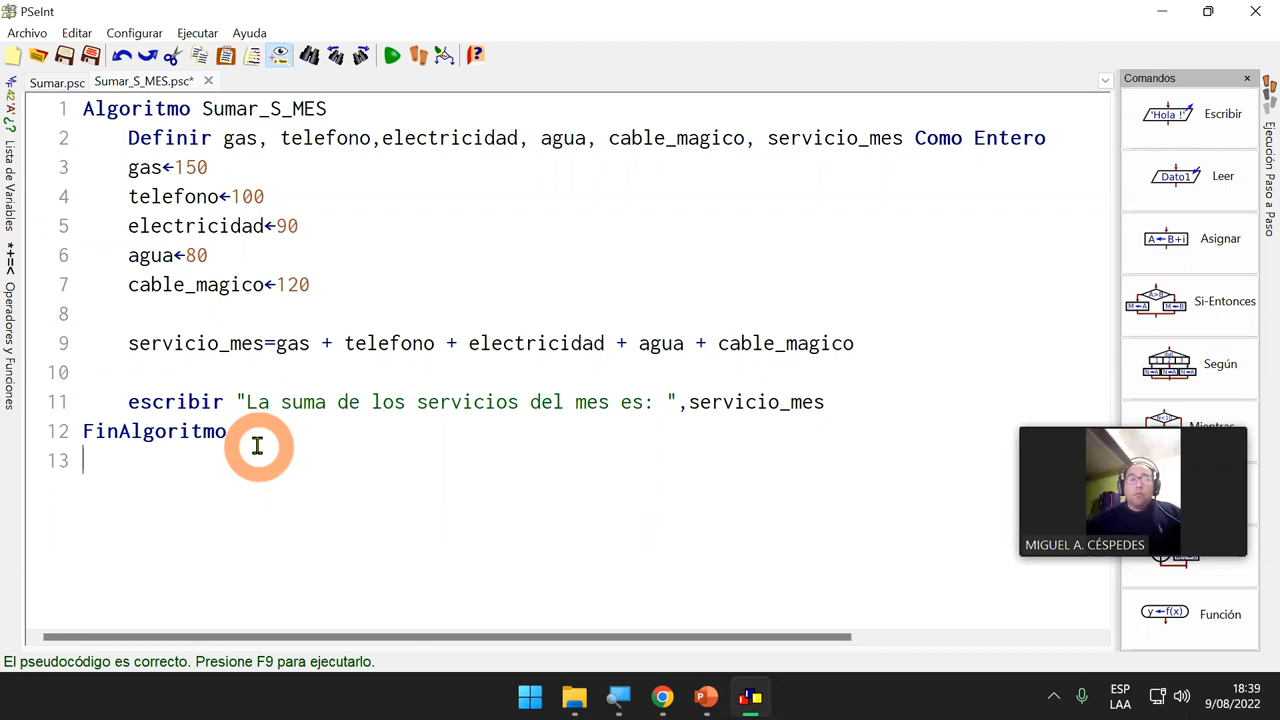 PSeInt
Archivo Editar Configurar Ejecutar Ayuda
Sumar.psc Sumar_S_MES.psc*
Comandos
1 Algoritmo Sumar_S_MES
2 Definir gas, telefono,electricidad, agua, cable_magico, servicio_mes Como Entero
3 gas←150
4 telefono←100
5 electricidad←90
6 agua←80
7 cable_magico←120
8
9 servicio_mes=gas + telefono + electricidad + agua + cable_magico
10
11 escribir "La suma de los servicios del mes es: ",servicio_mes
12 FinAlgoritmo
13
Lista de Variables
*+=< Operadores y Funciones
'Hola !' Escribir
Dato1 Leer
A←B+i Asignar
A>B
M←A M←B Si-Entonces
Según
Mientras
y←f(x) Función
Ejecución Paso a Paso
MIGUEL A. CÉSPEDES
El pseudocódigo es correcto. Presione F9 para ejecutarlo.
ESP
LAA
18:39
9/08/2022